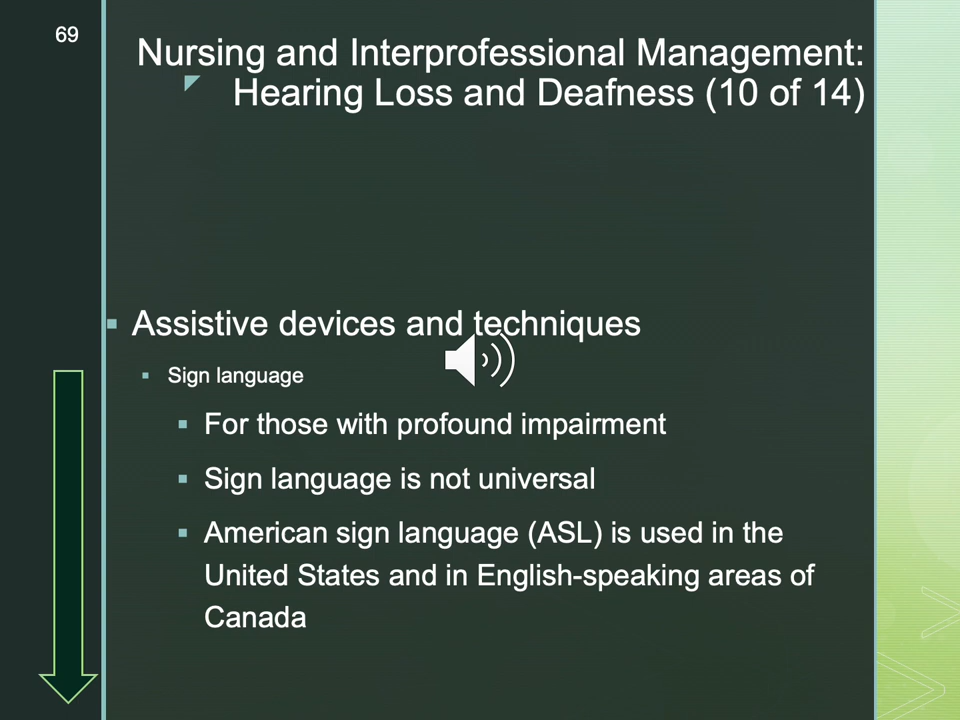 69
Nursing and Interprofessional Management:
Hearing Loss and Deafness (10 of 14)
Assistive devices and techniques
Sign language
For those with profound impairment
Sign language is not universal
American sign language (ASL) is used in the
United States and in English-speaking areas of
Canada